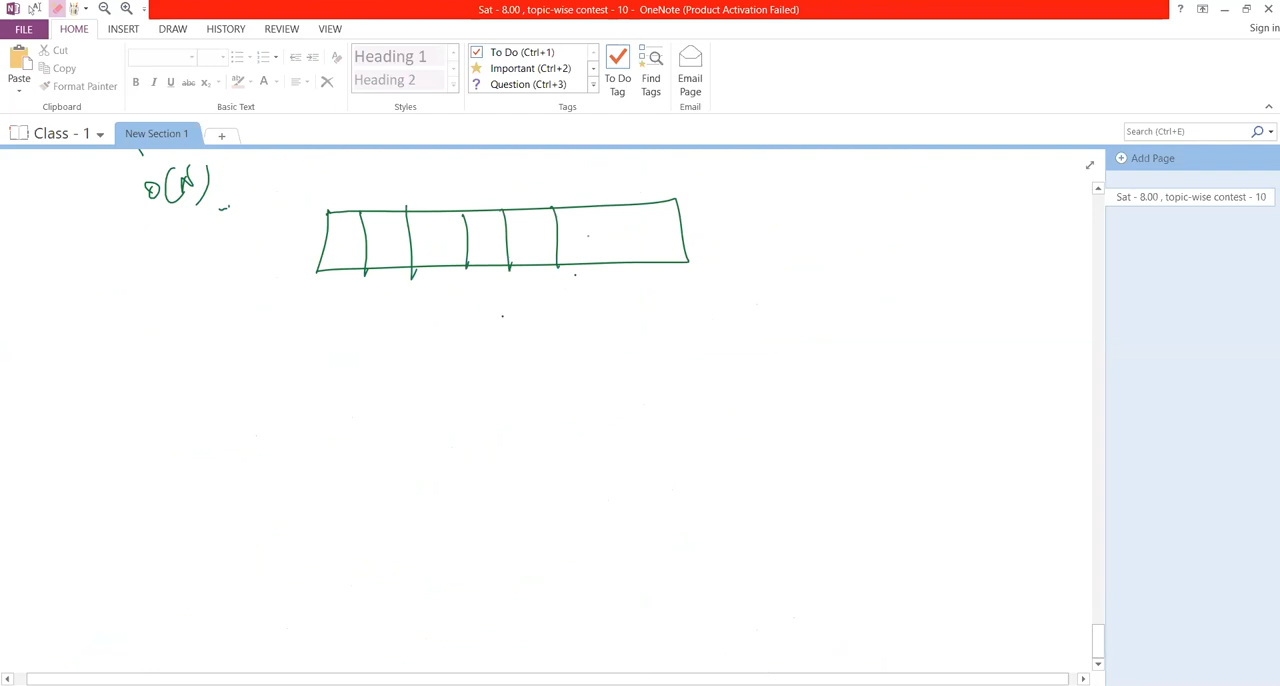 Sat - 8.00 , topic-wise contest - 10 - OneNote (Product Activation Failed)
?
FILE HOME INSERT DRAW HISTORY REVIEW VIEW
Sign in
Paste
Cut
Copy
Format Painter
Clipboard
B I U abc x₂ ab A
Basic Text
Heading 1
Heading 2
Styles
To Do (Ctrl+1)
Important (Ctrl+2)
? Question (Ctrl+3)
Tags
To Do
Tag
Find
Tags
Email
Page
Email
Class - 1
New Section 1
Search (Ctrl+E)
Add Page
Sat - 8.00 , topic-wise contest - 10
O(N)